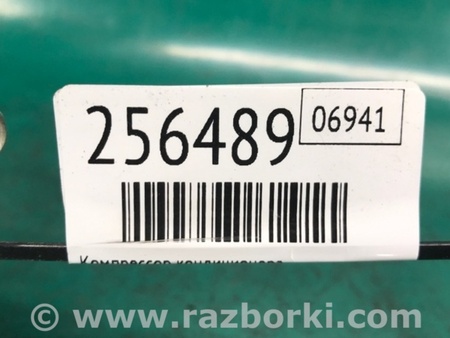 256489
06941
Компрессор кондиционера
© www.razborki.com